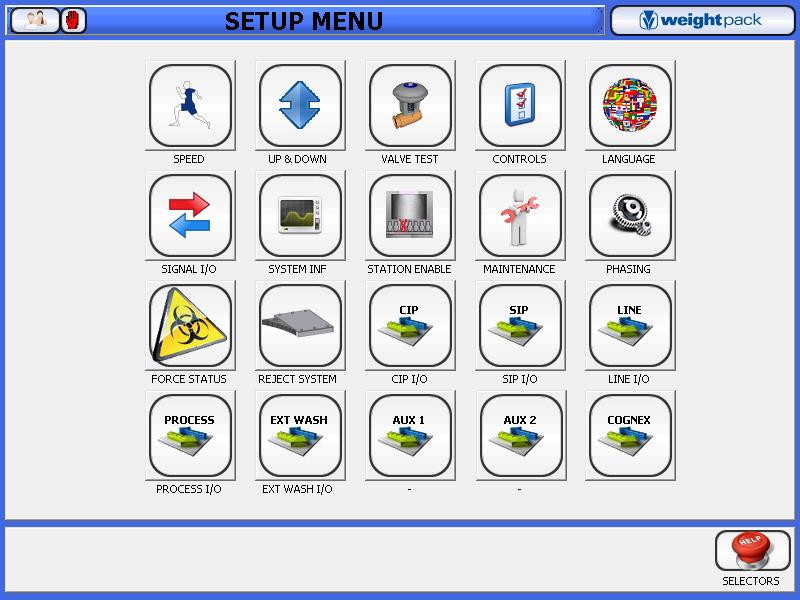 SETUP MENU
weightpack
SPEED
UP & DOWN
VALVE TEST
CONTROLS
LANGUAGE
SIGNAL I/O
SYSTEM INF
STATION ENABLE
MAINTENANCE
PHASING
CIP
SIP
LINE
FORCE STATUS
REJECT SYSTEM
CIP I/O
SIP I/O
LINE I/O
PROCESS
EXT WASH
AUX 1
AUX 2
COGNEX
PROCESS I/O
EXT WASH I/O
-
-
HELP
SELECTORS